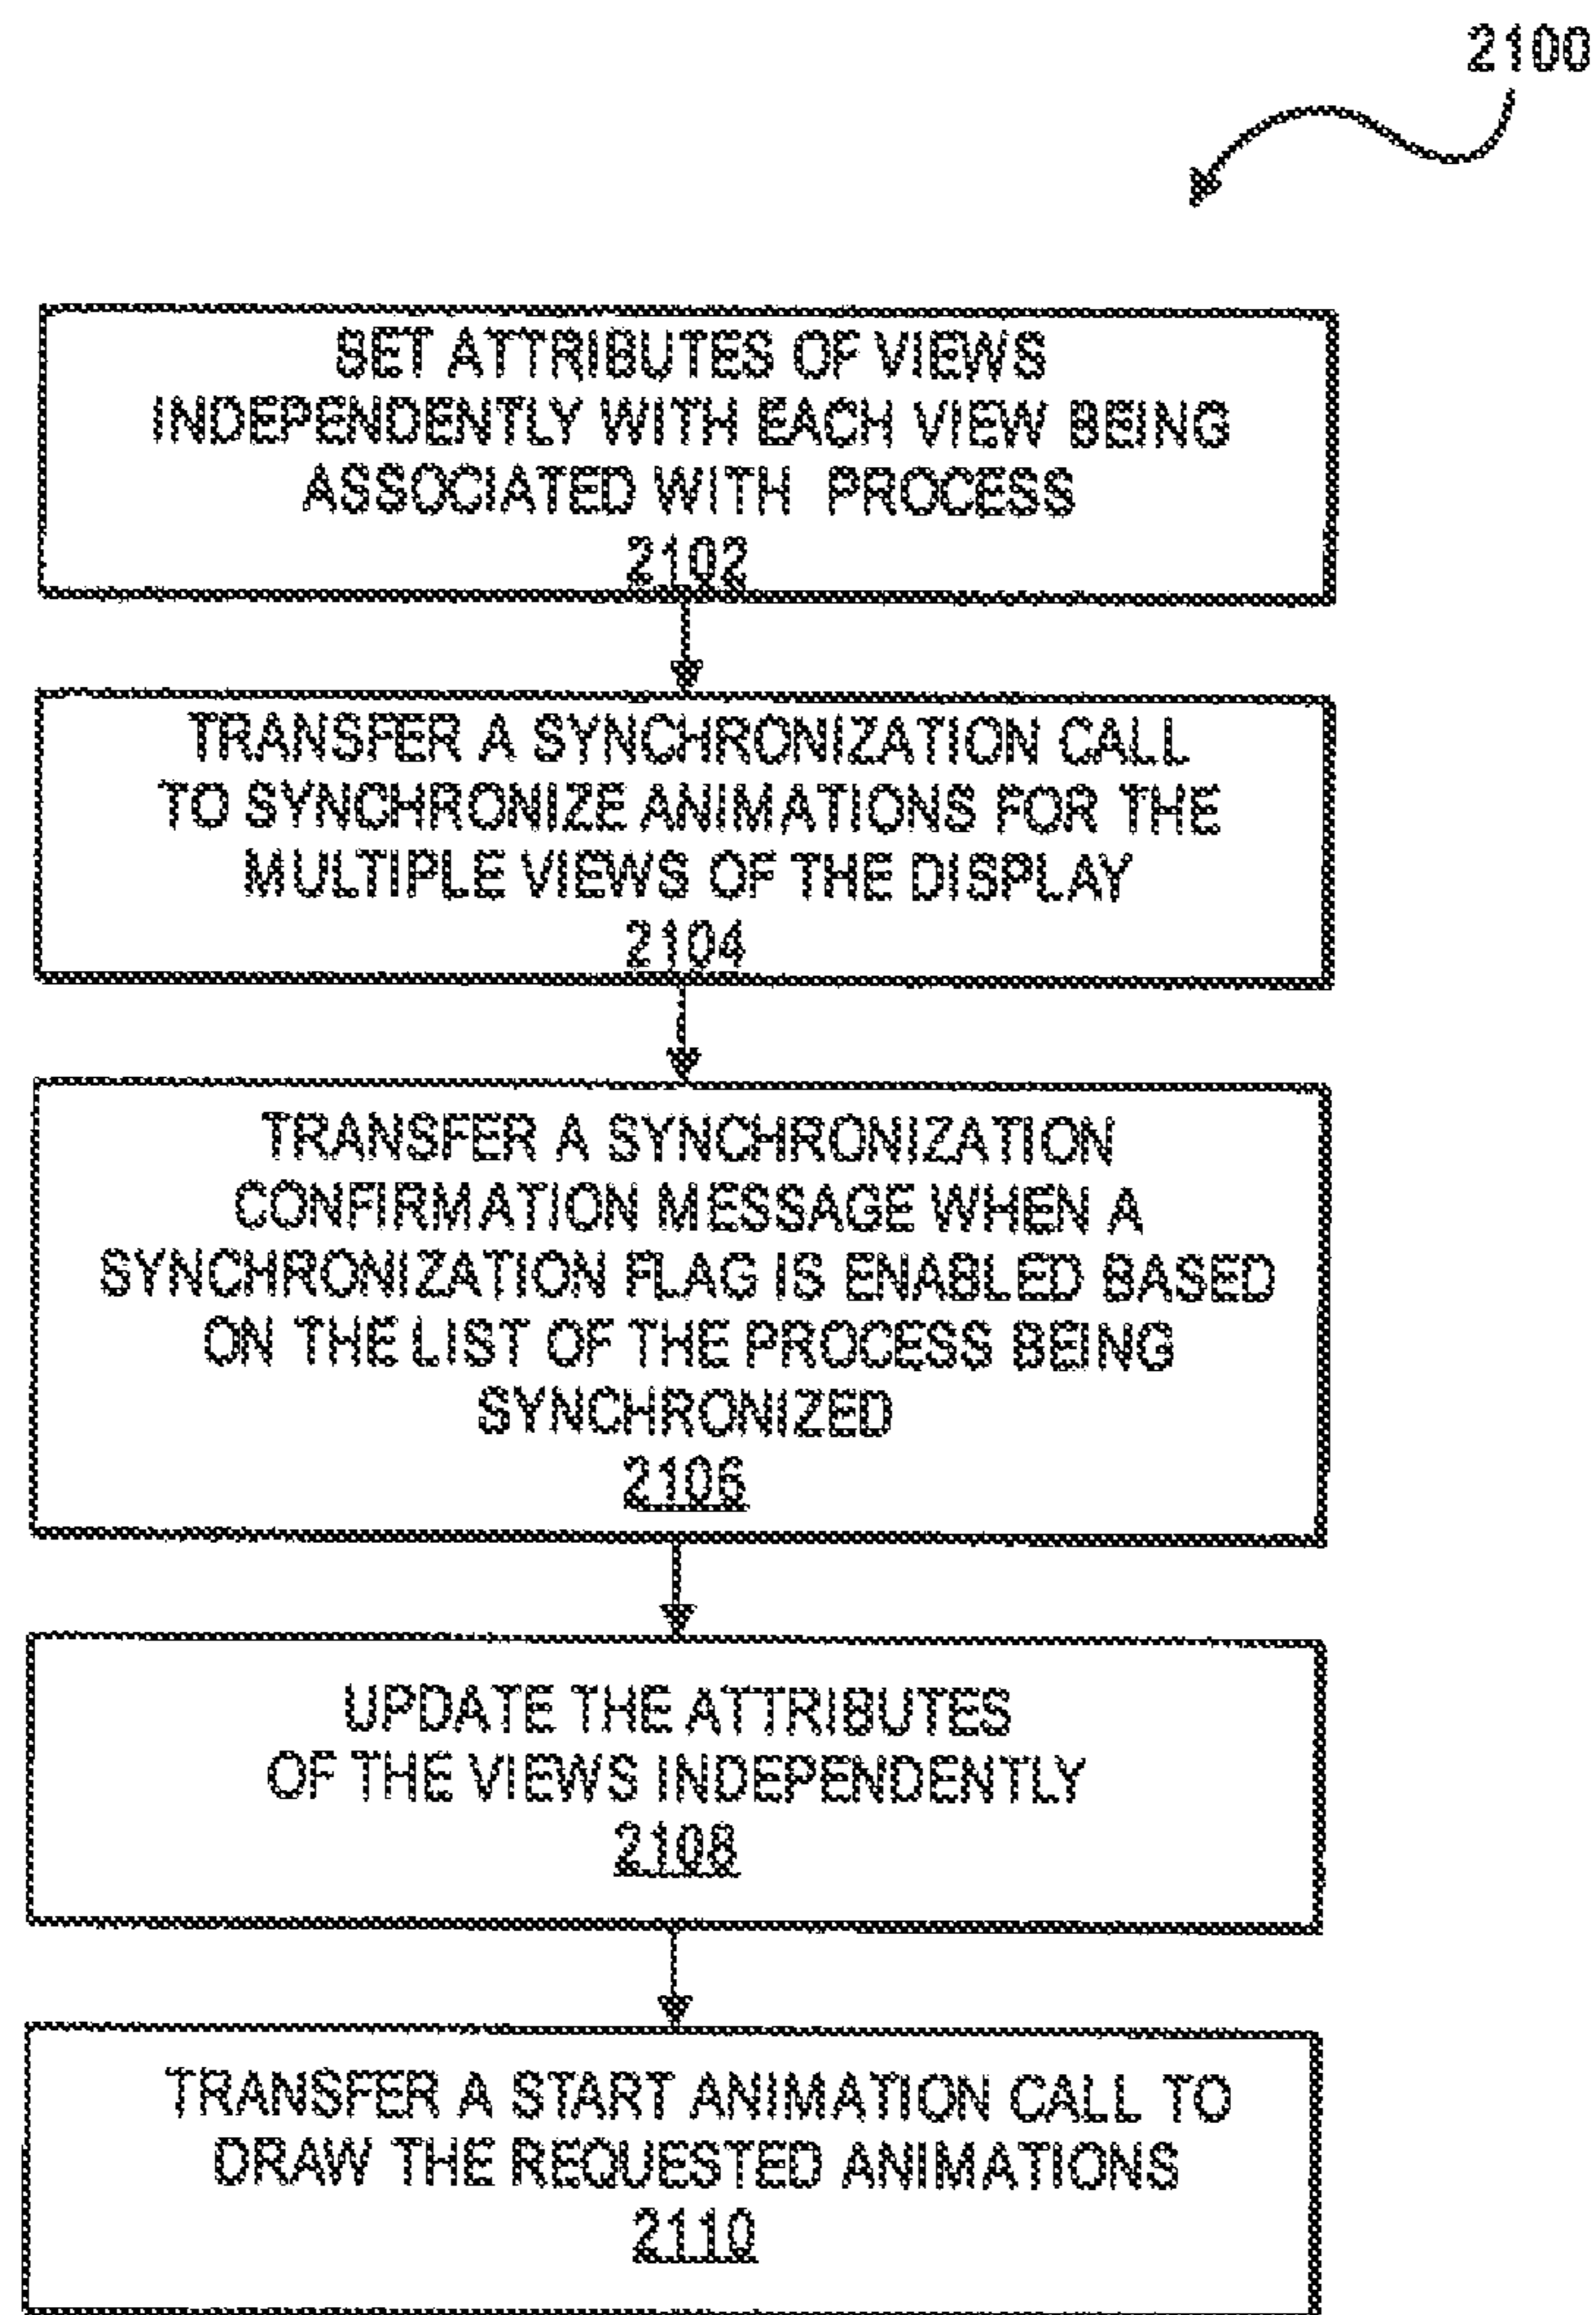 2100
SET ATTRIBUTES OF VIEWS
INDEPENDENTLY WITH EACH VIEW BEING
ASSOCIATED WITH PROCESS
2102
TRANSFER A SYNCHRONIZATION CALL
TO SYNCHRONIZE ANIMATIONS FOR THE
MULTIPLE VIEWS OF THE DISPLAY
2104
TRANSFER A SYNCHRONIZATION
CONFIRMATION MESSAGE WHEN A
SYNCHRONIZATION FLAG IS ENABLED BASED
ON THE LIST OF THE PROCESS BEING
SYNCHRONIZED
2106
UPDATE THE ATTRIBUTES
OF THE VIEWS INDEPENDENTLY
2108
TRANSFER A START ANIMATION CALL TO
DRAW THE REQUESTED ANIMATIONS
2110